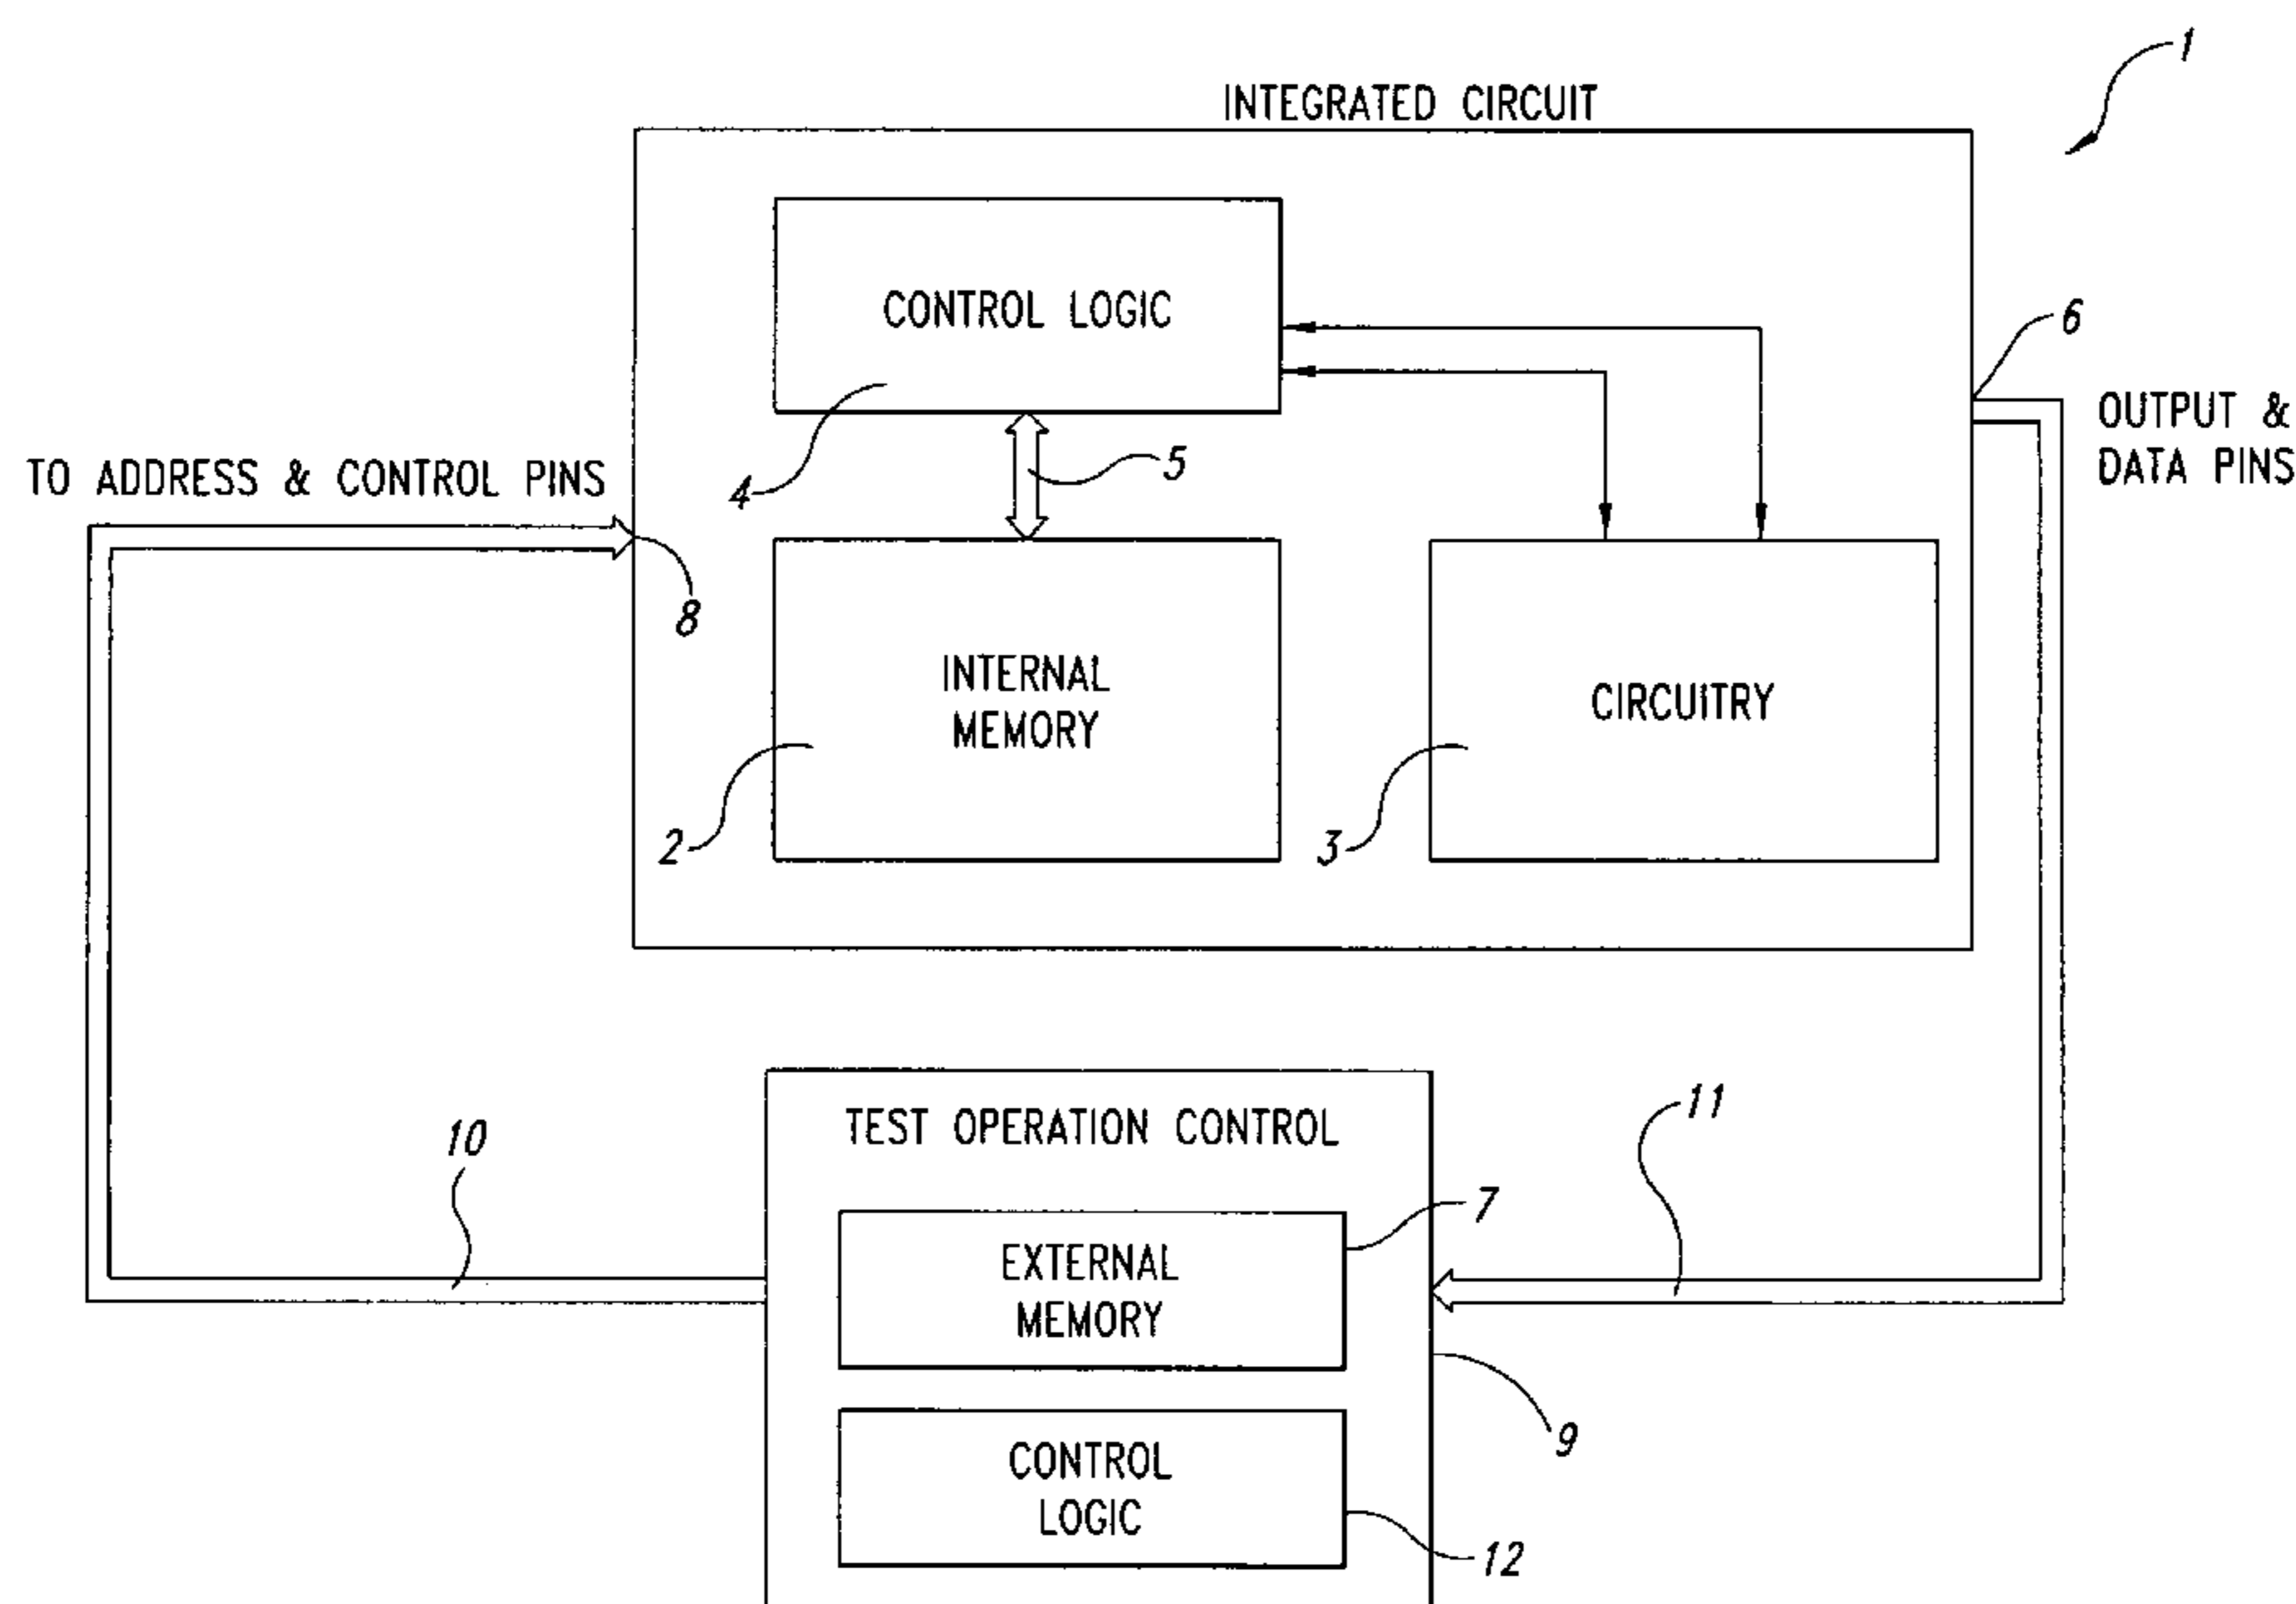 1
INTEGRATED CIRCUIT
CONTROL LOGIC
6
OUTPUT &
DATA PINS
TO ADDRESS & CONTROL PINS
4
5
8
INTERNAL
MEMORY
CIRCUITRY
2
3
TEST OPERATION CONTROL
10
11
7
EXTERNAL
MEMORY
9
CONTROL
LOGIC
12